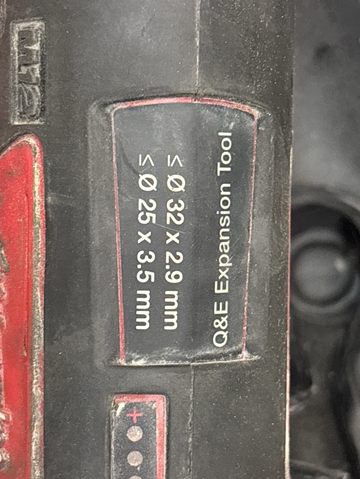 M12
Q&E Expansion Tool
≤ Ø 32 x 2.9 mm
≤ Ø 25 x 3.5 mm
+